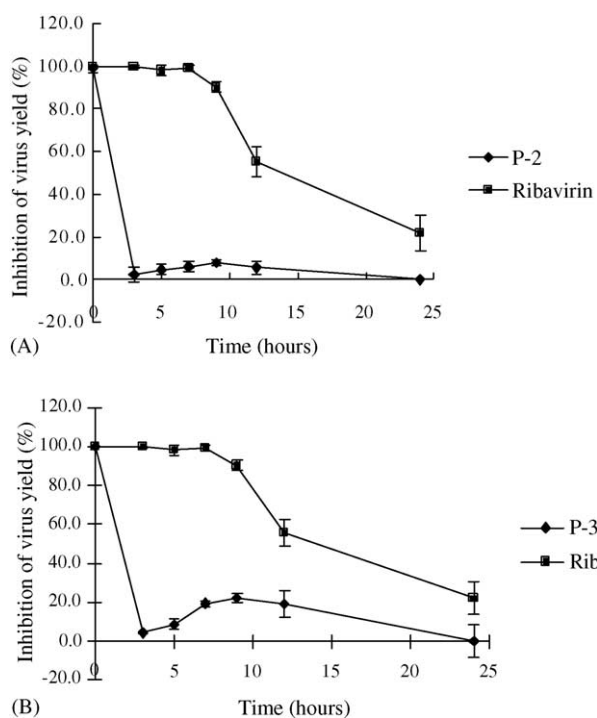 120.0
100.0
80.0
60.0
40.0
20.0
0.0
-20.0
Inhibition of virus yield (%)
0 5 10 15 20 25
Time (hours)
P-2
Ribavirin
(A)
120.0
100.0
80.0
60.0
40.0
20.0
0.0
-20.0
Inhibition of virus yield (%)
0 5 10 15 20 25
Time (hours)
P-3
Rib
(B)